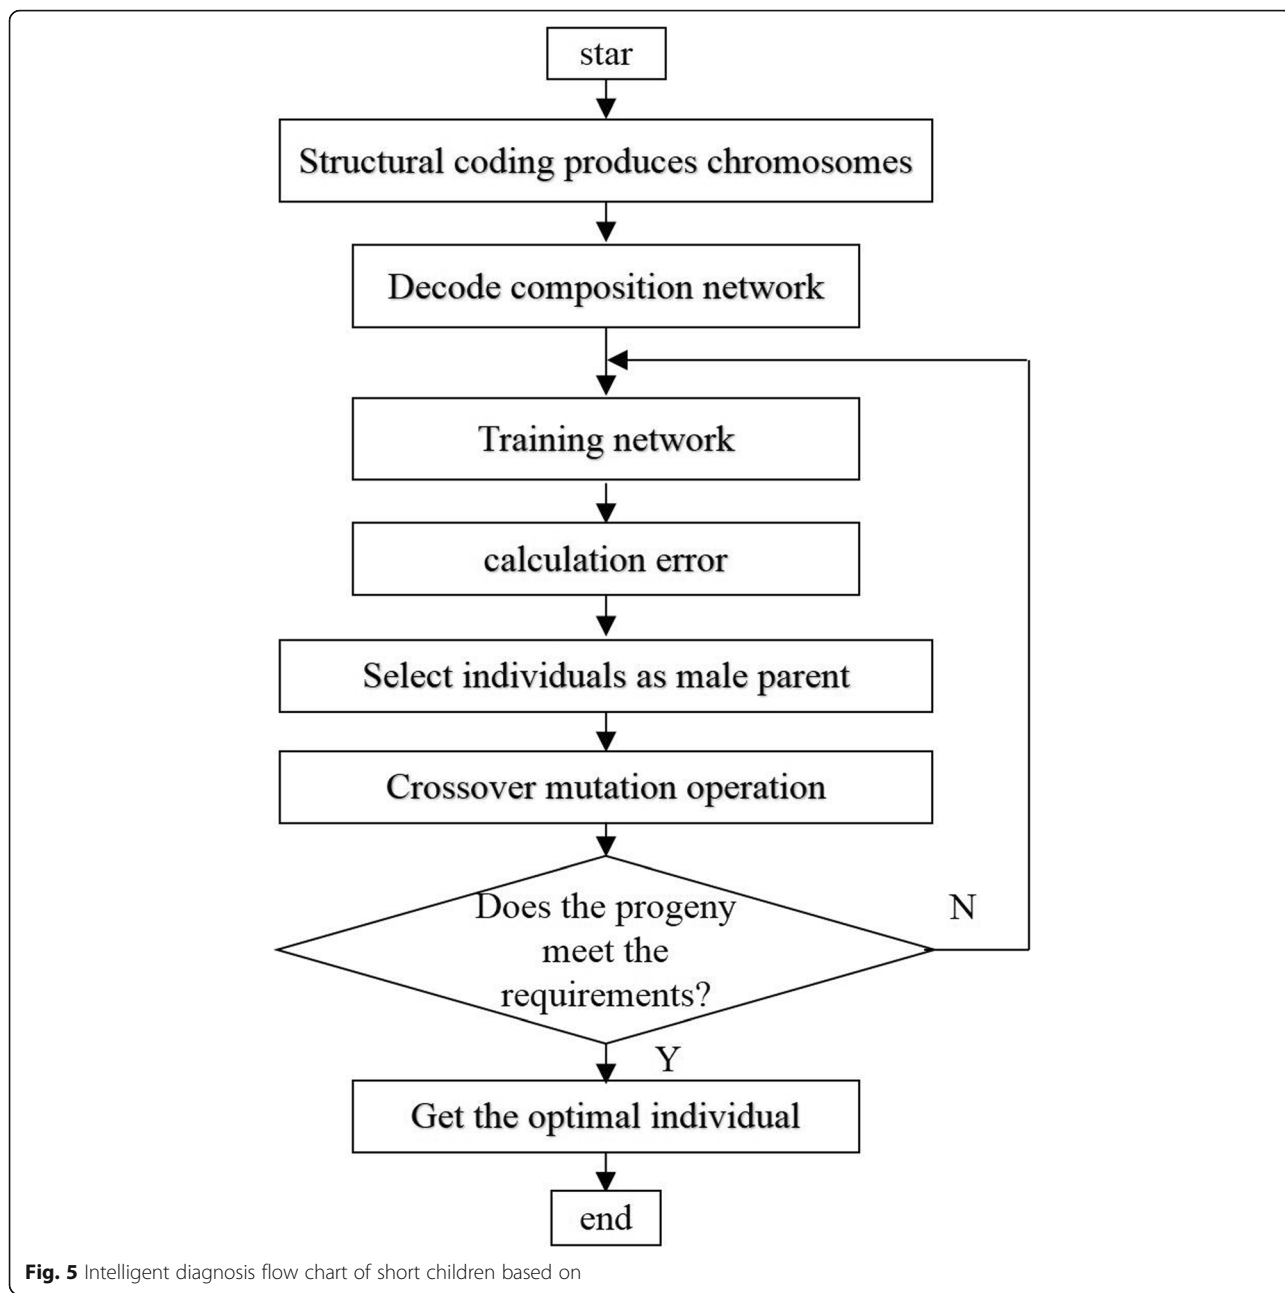 star
Structural coding produces chromosomes
Decode composition network
Training network
calculation error
Select individuals as male parent
Crossover mutation operation
Does the progeny
meet the
requirements?
N
Y
Get the optimal individual
end
Fig. 5 Intelligent diagnosis flow chart of short children based on